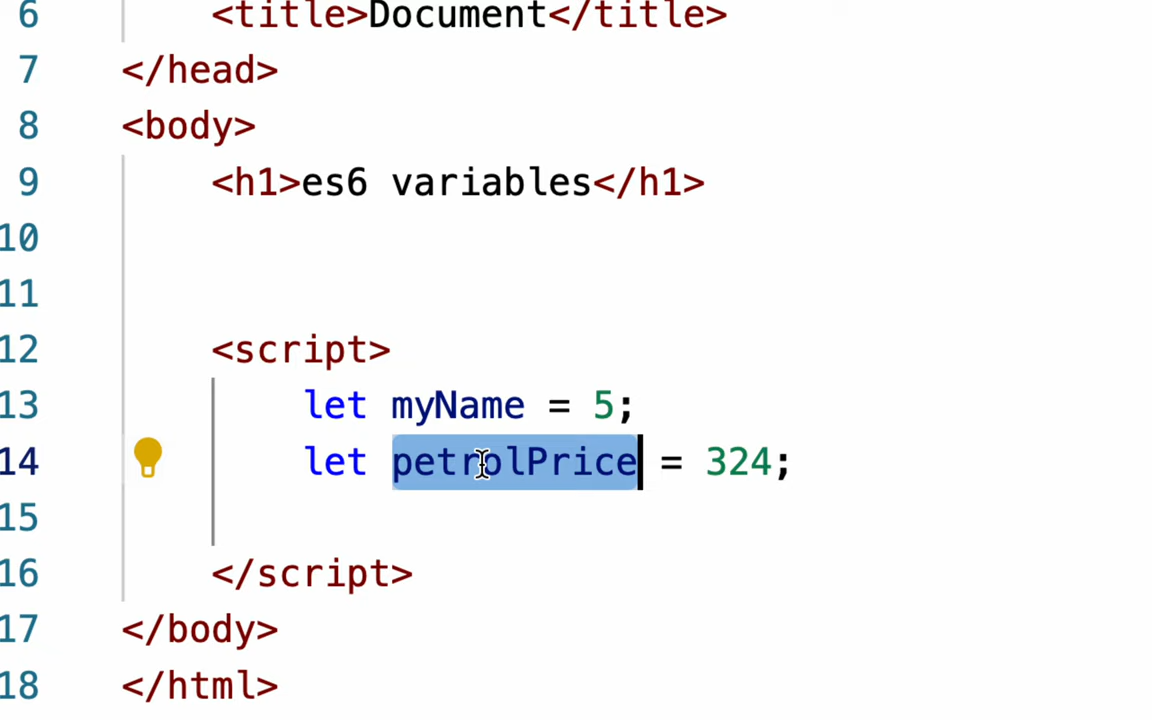 6 <title>Document</title>
7 </head>
8 <body>
9 <h1>es6 variables</h1>
10
11
12 <script>
13 let myName = 5;
14 let petrolPrice = 324;
15
16 </script>
17 </body>
18 </html>